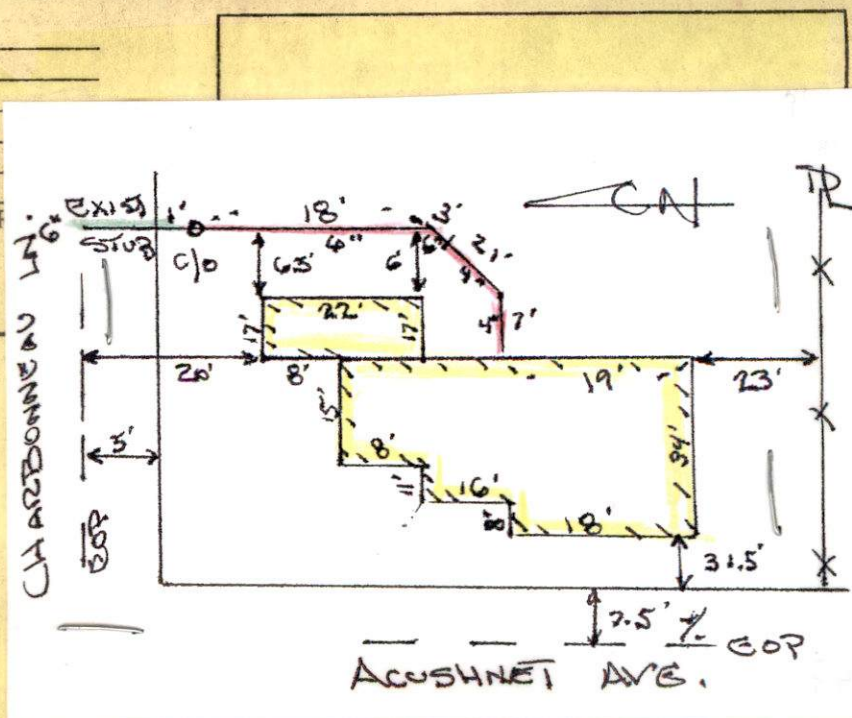 CHARBONNEAU LN.
EXIST 1'
6" STUB
C/O
18'
6"
3'
6"
21'
4"
4" 7'
N
PL
6.5'
6'
22'
17'
17'
20'
8'
19'
23'
15'
5'
8'
11'
16'
8'
18'
34'
31.5'
EOP
7.5'
EOP
ACUSHNET AVE.